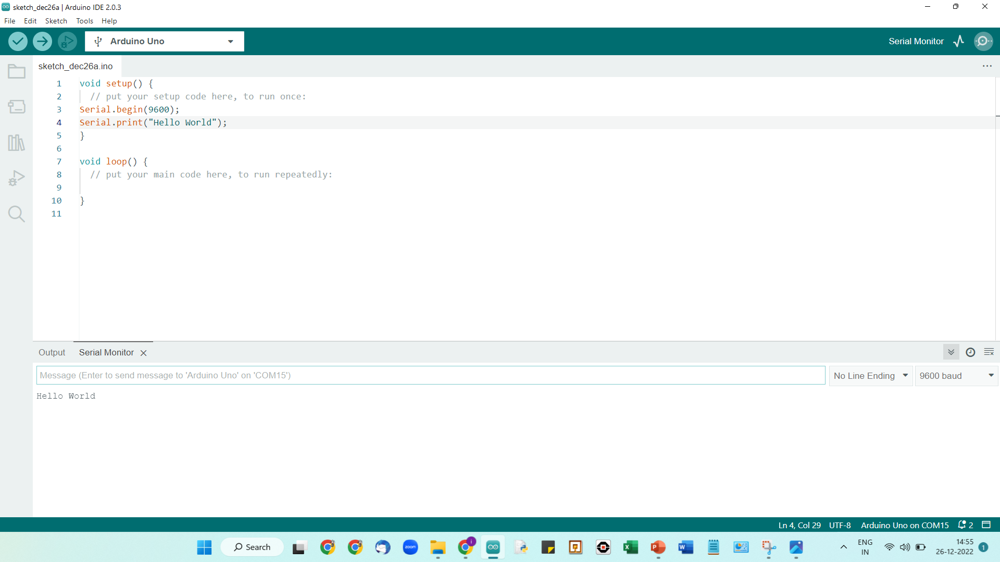 sketch_dec26a | Arduino IDE 2.0.3
File Edit Sketch Tools Help
Arduino Uno
Serial Monitor
sketch_dec26a.ino
1 void setup() {
2 // put your setup code here, to run once:
3 Serial.begin(9600);
4 Serial.print("Hello World");
5 }
6
7 void loop() {
8 // put your main code here, to run repeatedly:
9
10 }
11
Output Serial Monitor
Message (Enter to send message to 'Arduino Uno' on 'COM15')
No Line Ending 9600 baud
Hello World
Ln 4, Col 29 UTF-8 Arduino Uno on COM15 2
Search
zoom
i
ENG
IN
14:55
26-12-2022
1